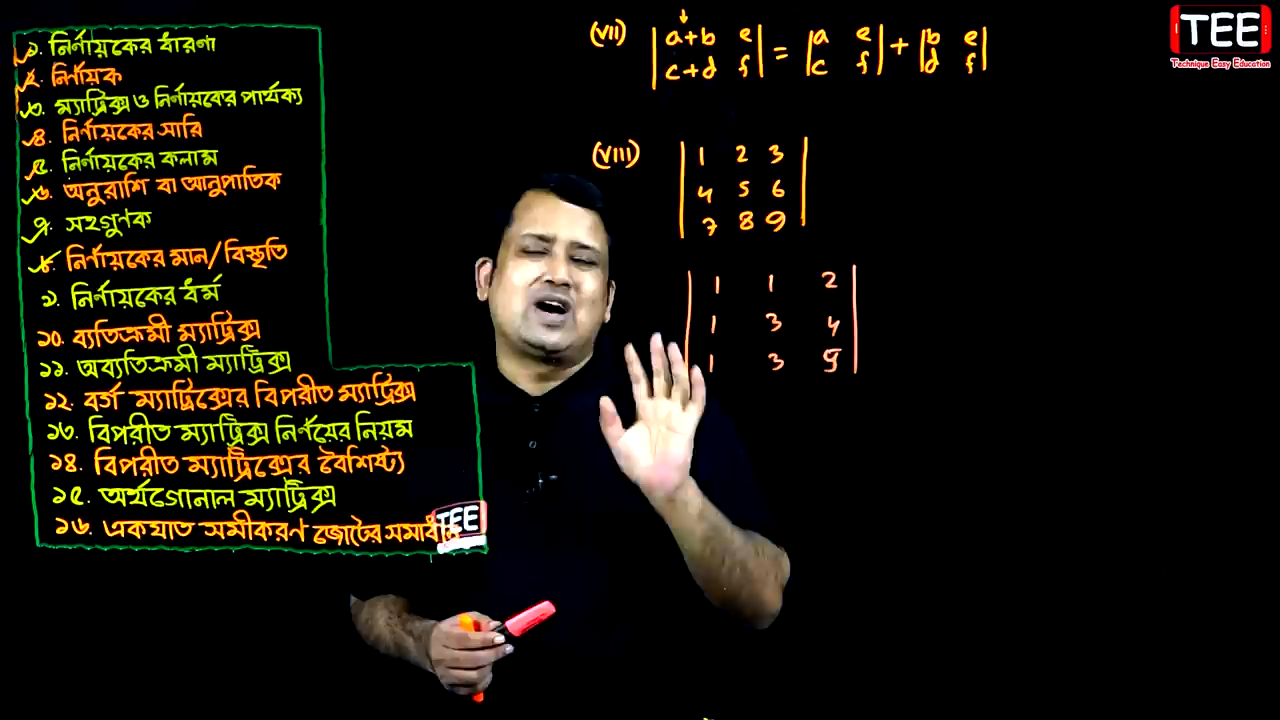 ১. নির্ণায়কের ধারণা
২. নির্ণায়ক
৩. ম্যাট্রিক্স ও নির্ণায়কের পার্থক্য
৪. নির্ণায়কের সারি
৫. নির্ণায়কের কলাম
৬. অনুরাশি বা আনুপাতিক
৭. সহগুণক
৮. নির্ণায়কের মান/বিস্তৃতি
৯. নির্ণায়কের ধর্ম
১০. ব্যতিক্রমী ম্যাট্রিক্স
১১. অব্যতিক্রমী ম্যাট্রিক্স
১২. বর্গ ম্যাট্রিক্সের বিপরীত ম্যাট্রিক্স
১৩. বিপরীত ম্যাট্রিক্স নির্ণয়ের নিয়ম
১৪. বিপরীত ম্যাট্রিক্সের বৈশিষ্ট্য
১৫. অর্থগোনাল ম্যাট্রিক্স
১৬. একঘাত সমীকরণ জোটের সমাধান
TEE
(vii) |a+b e| = |a e| + |b e|
|c+d f| |c f| |d f|
(viii) |1 2 3|
|4 5 6|
|7 8 9|
|1 1 2|
|1 3 4|
|1 3 5|
TEE
Technique Easy Education